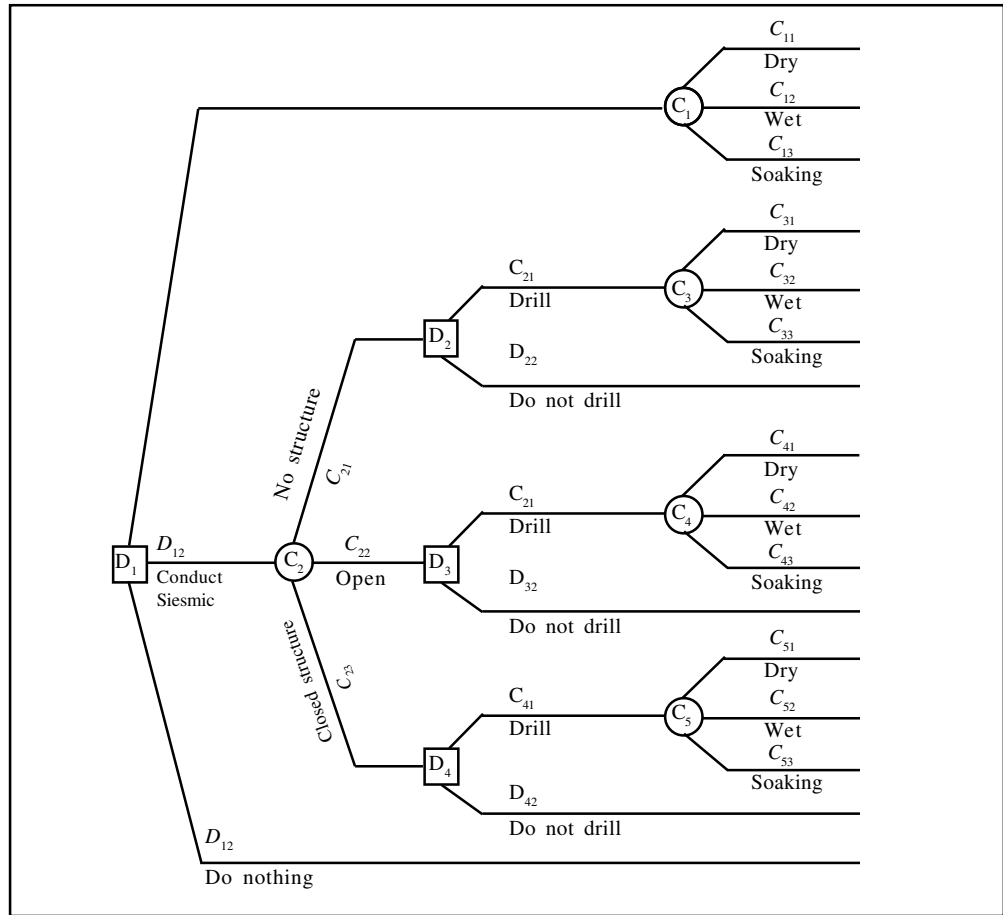 C₁₁
Dry
C₁
C₁₂
Wet
C₁₃
Soaking
C₃₁
Dry
C₂₁
Drill
C₃
C₃₂
Wet
C₃₃
Soaking
D₂
D₂₂
Do not drill
No structure
C₂₁
C₄₁
Dry
C₂₁
Drill
C₄
C₄₂
Wet
C₄₃
Soaking
D₁
D₁₂
Conduct
Siesmic
C₂
C₂₂
Open
D₃
D₃₂
Do not drill
Closed structure
C₂₃
C₅₁
Dry
C₄₁
Drill
C₅
C₅₂
Wet
C₅₃
Soaking
D₄
D₄₂
Do not drill
D₁₂
Do nothing